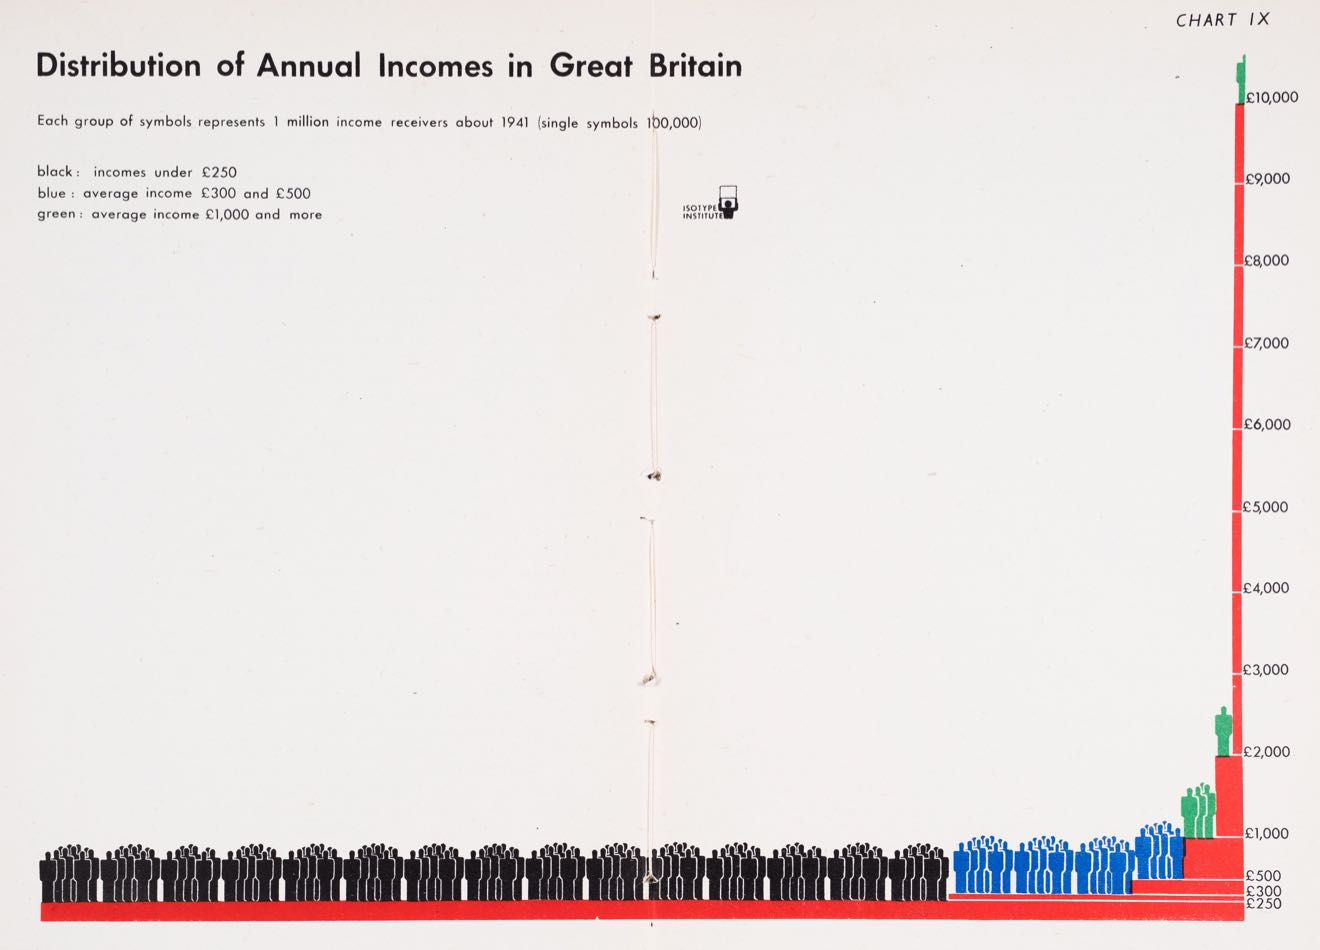 CHART IX
Distribution of Annual Incomes in Great Britain
Each group of symbols represents 1 million income receivers about 1941 (single symbols 100,000)
black: incomes under £250
blue: average income £300 and £500
green: average income £1,000 and more
ISOTYPE
INSTITUTE
£10,000
£9,000
£8,000
£7,000
£6,000
£5,000
£4,000
£3,000
£2,000
£1,000
£500
£300
£250